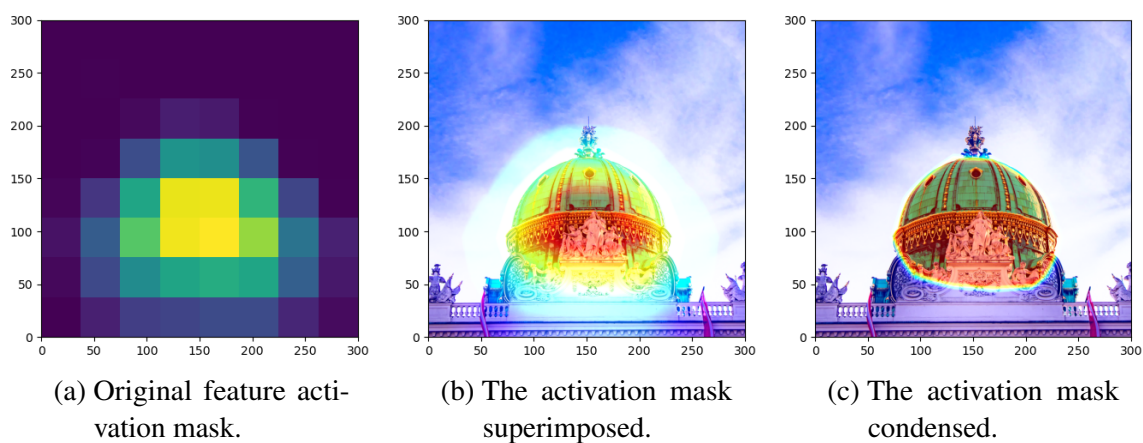 300
250
200
150
100
50
0
0 50 100 150 200 250 300
300
250
200
150
100
50
0
0 50 100 150 200 250 300
300
250
200
150
100
50
0
0 50 100 150 200 250 300
(a) Original feature acti-
vation mask.
(b) The activation mask
superimposed.
(c) The activation mask
condensed.